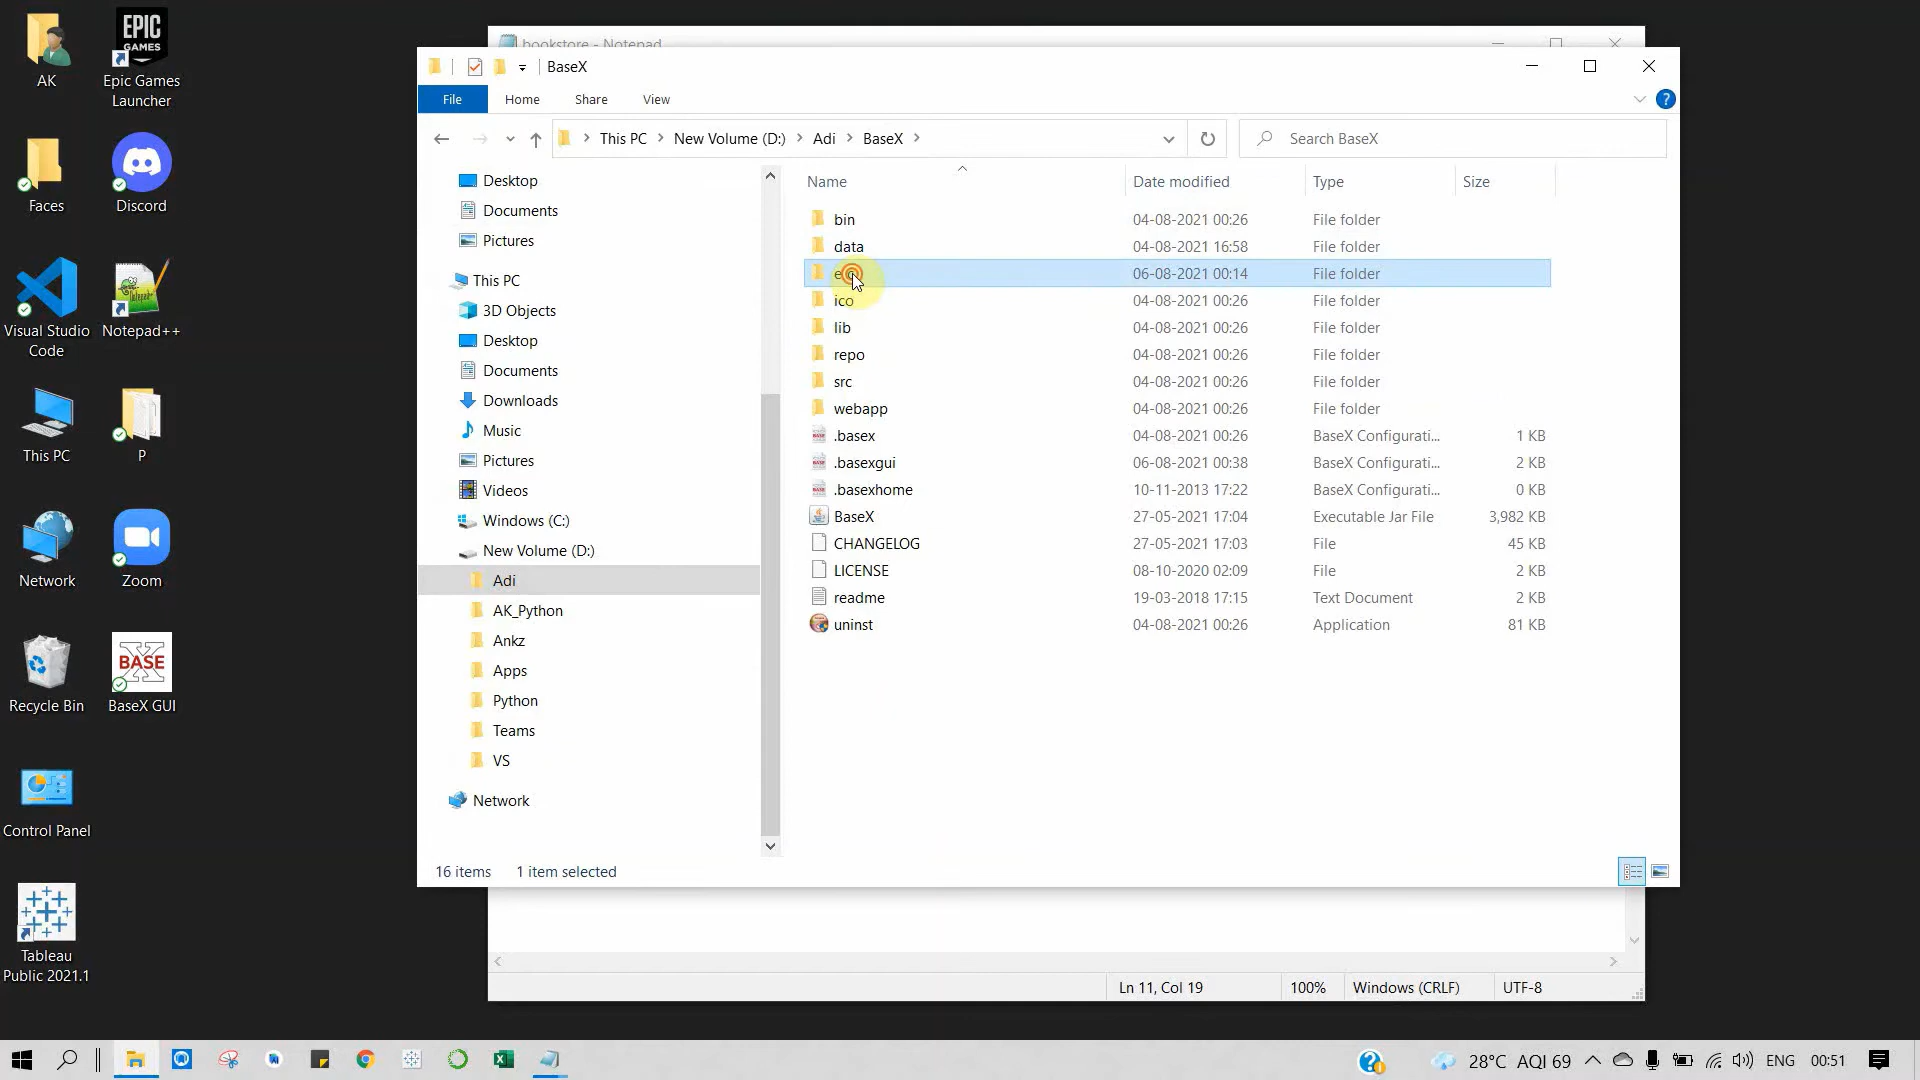 AK
EPIC
GAMES
Epic Games
Launcher
Faces
Discord
Visual Studio
Code
Notepad++
This PC
P
Network
Zoom
Recycle Bin
BASE
X
BaseX GUI
Control Panel
Tableau
Public 2021.1
bookstore - Notepad
BaseX
File
Home
Share
View
?
This PC
New Volume (D:)
Adi
BaseX
Search BaseX
Desktop
Documents
Pictures
This PC
3D Objects
Desktop
Documents
Downloads
Music
Pictures
Videos
Windows (C:)
New Volume (D:)
Adi
AK_Python
Ankz
Apps
Python
Teams
VS
Network
Name Date modified Type Size
bin 04-08-2021 00:26 File folder
data 04-08-2021 16:58 File folder
06-08-2021 00:14 File folder
ico 04-08-2021 00:26 File folder
lib 04-08-2021 00:26 File folder
repo 04-08-2021 00:26 File folder
src 04-08-2021 00:26 File folder
webapp 04-08-2021 00:26 File folder
.basex 04-08-2021 00:26 BaseX Configurati... 1 KB
.basexgui 06-08-2021 00:38 BaseX Configurati... 2 KB
.basexhome 10-11-2013 17:22 BaseX Configurati... 0 KB
BaseX 27-05-2021 17:04 Executable Jar File 3,982 KB
CHANGELOG 27-05-2021 17:03 File 45 KB
LICENSE 08-10-2020 02:09 File 2 KB
readme 19-03-2018 17:15 Text Document 2 KB
uninst 04-08-2021 00:26 Application 81 KB
16 items 1 item selected
Ln 11, Col 19 100% Windows (CRLF) UTF-8
28°C AQI 69 ENG 00:51